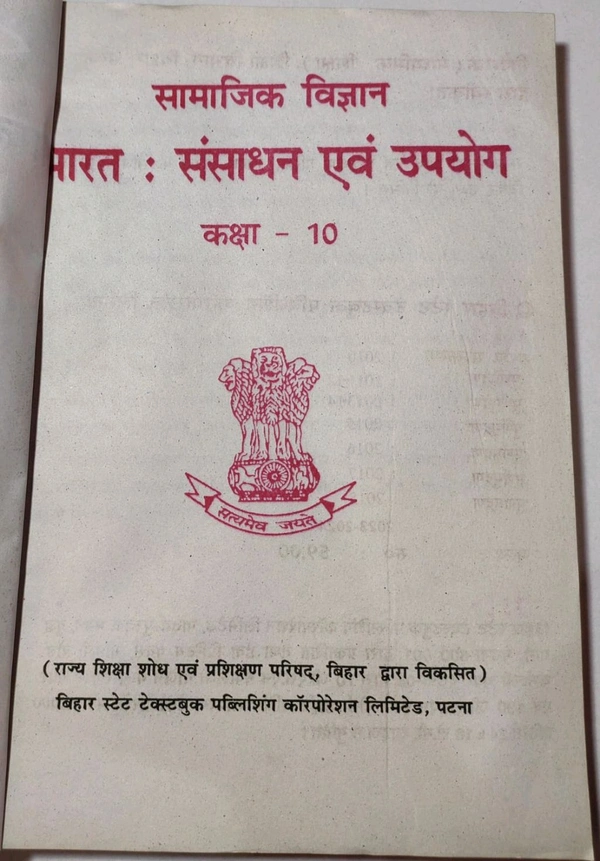 सामाजिक विज्ञान
भारत : संसाधन एवं उपयोग
कक्षा - 10
सत्यमेव जयते
(राज्य शिक्षा शोध एवं प्रशिक्षण परिषद्, बिहार द्वारा विकसित)
बिहार स्टेट टेक्स्टबुक पब्लिशिंग कॉरपोरेशन लिमिटेड, पटना